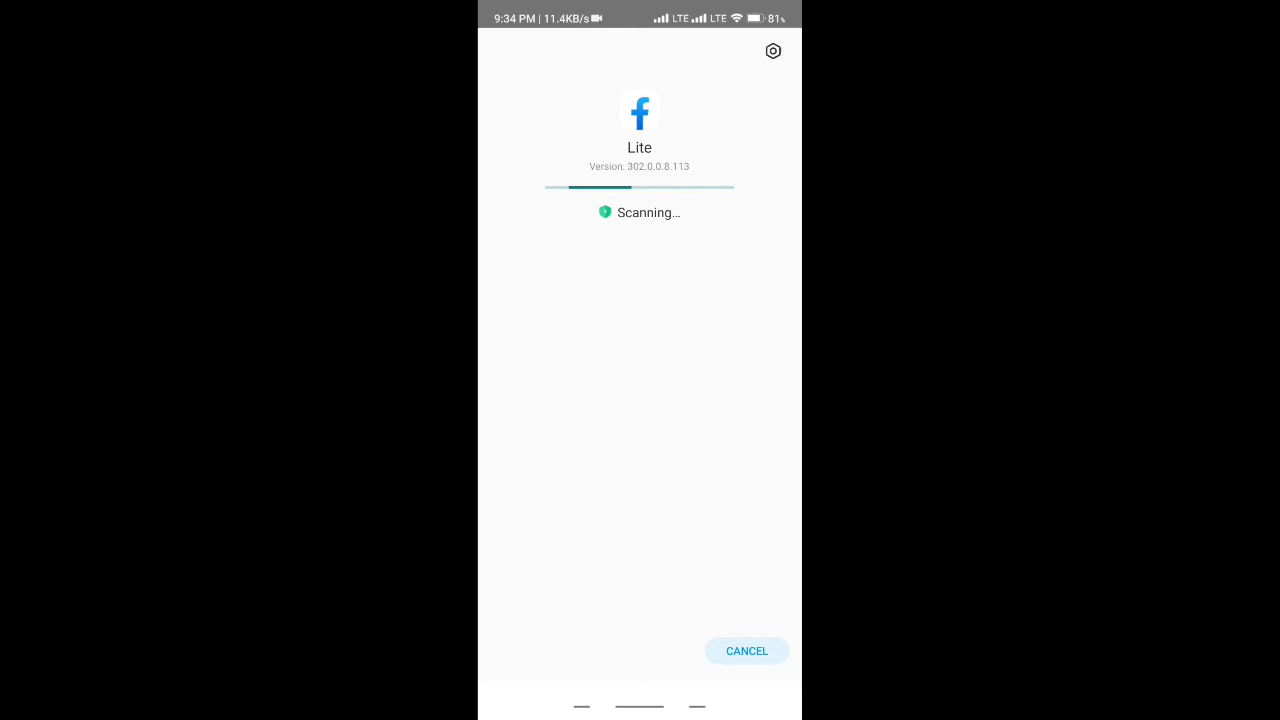 9:34 PM | 11.4KB/s LTE LTE 81%
Lite
Version: 302.0.0.8.113
Scanning...
CANCEL